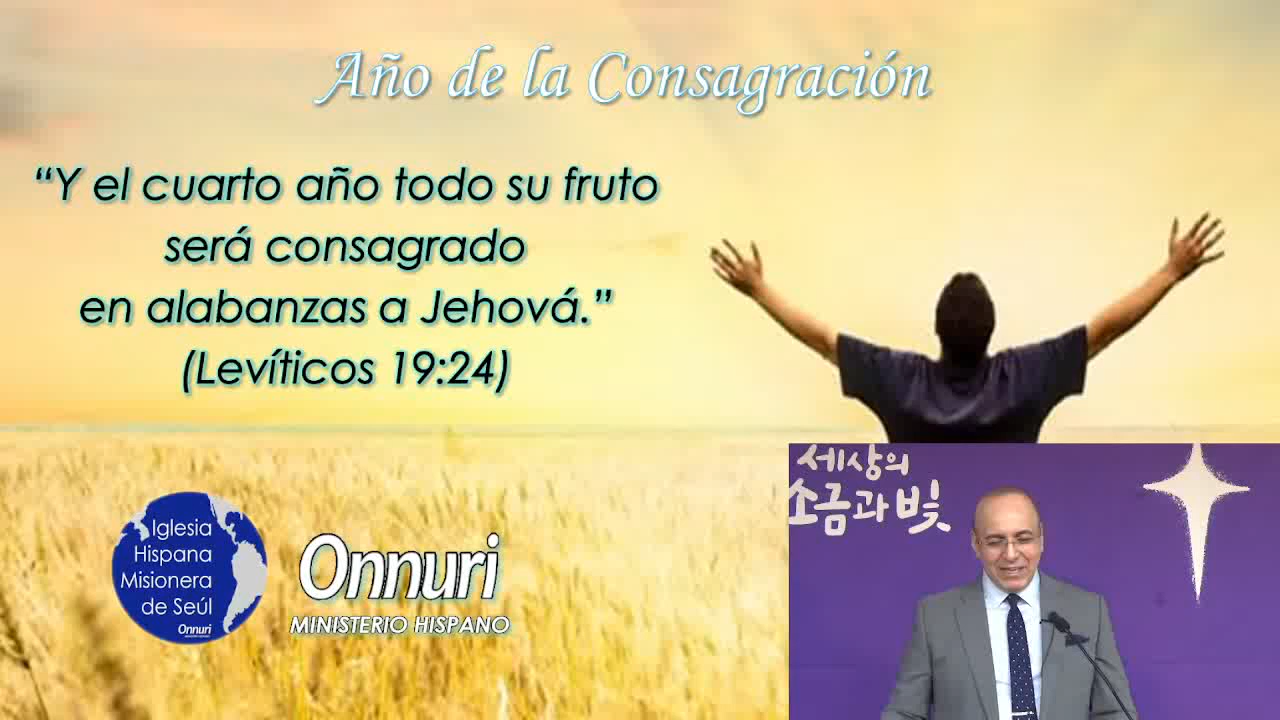 Año de la Consagración
“Y el cuarto año todo su fruto
será consagrado
en alabanzas a Jehová.”
(Levíticos 19:24)
Iglesia
Hispana
Misionera
de Seúl
Onnuri
Onnuri
MINISTERIO HISPANO
세상의
소금과 빛